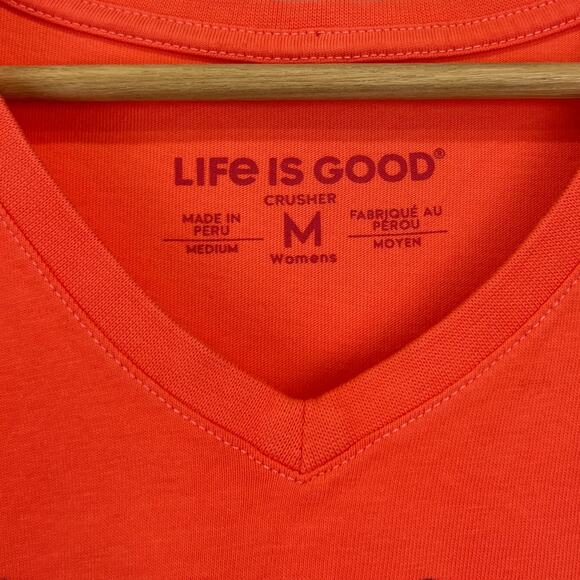 LIFe IS GOOD®
CRUSHER
MADE IN
PERU
MEDIUM
M
Womens
FABRIQUÉ AU
PÉROU
MOYEN